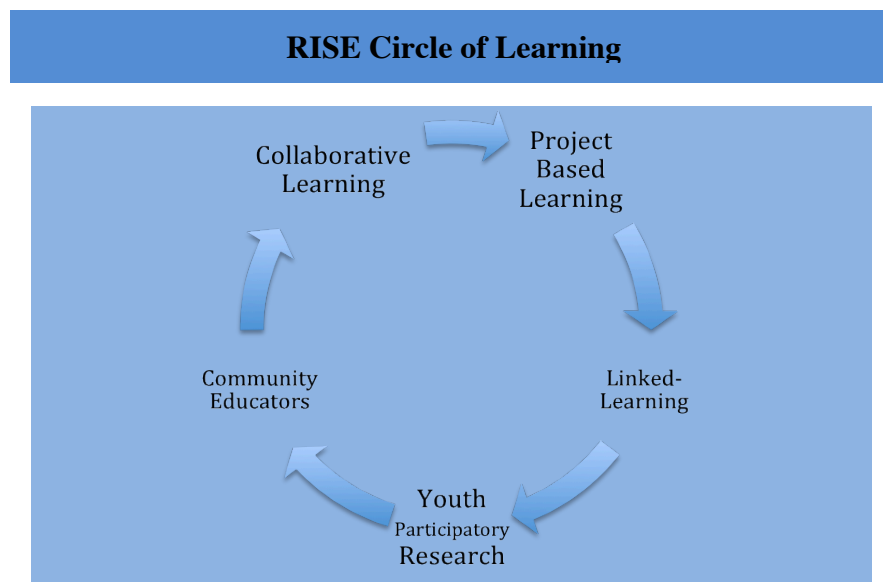 RISE Circle of Learning
Collaborative
Learning
Project
Based
Learning
Linked-
Learning
Youth
Participatory
Research
Community
Educators